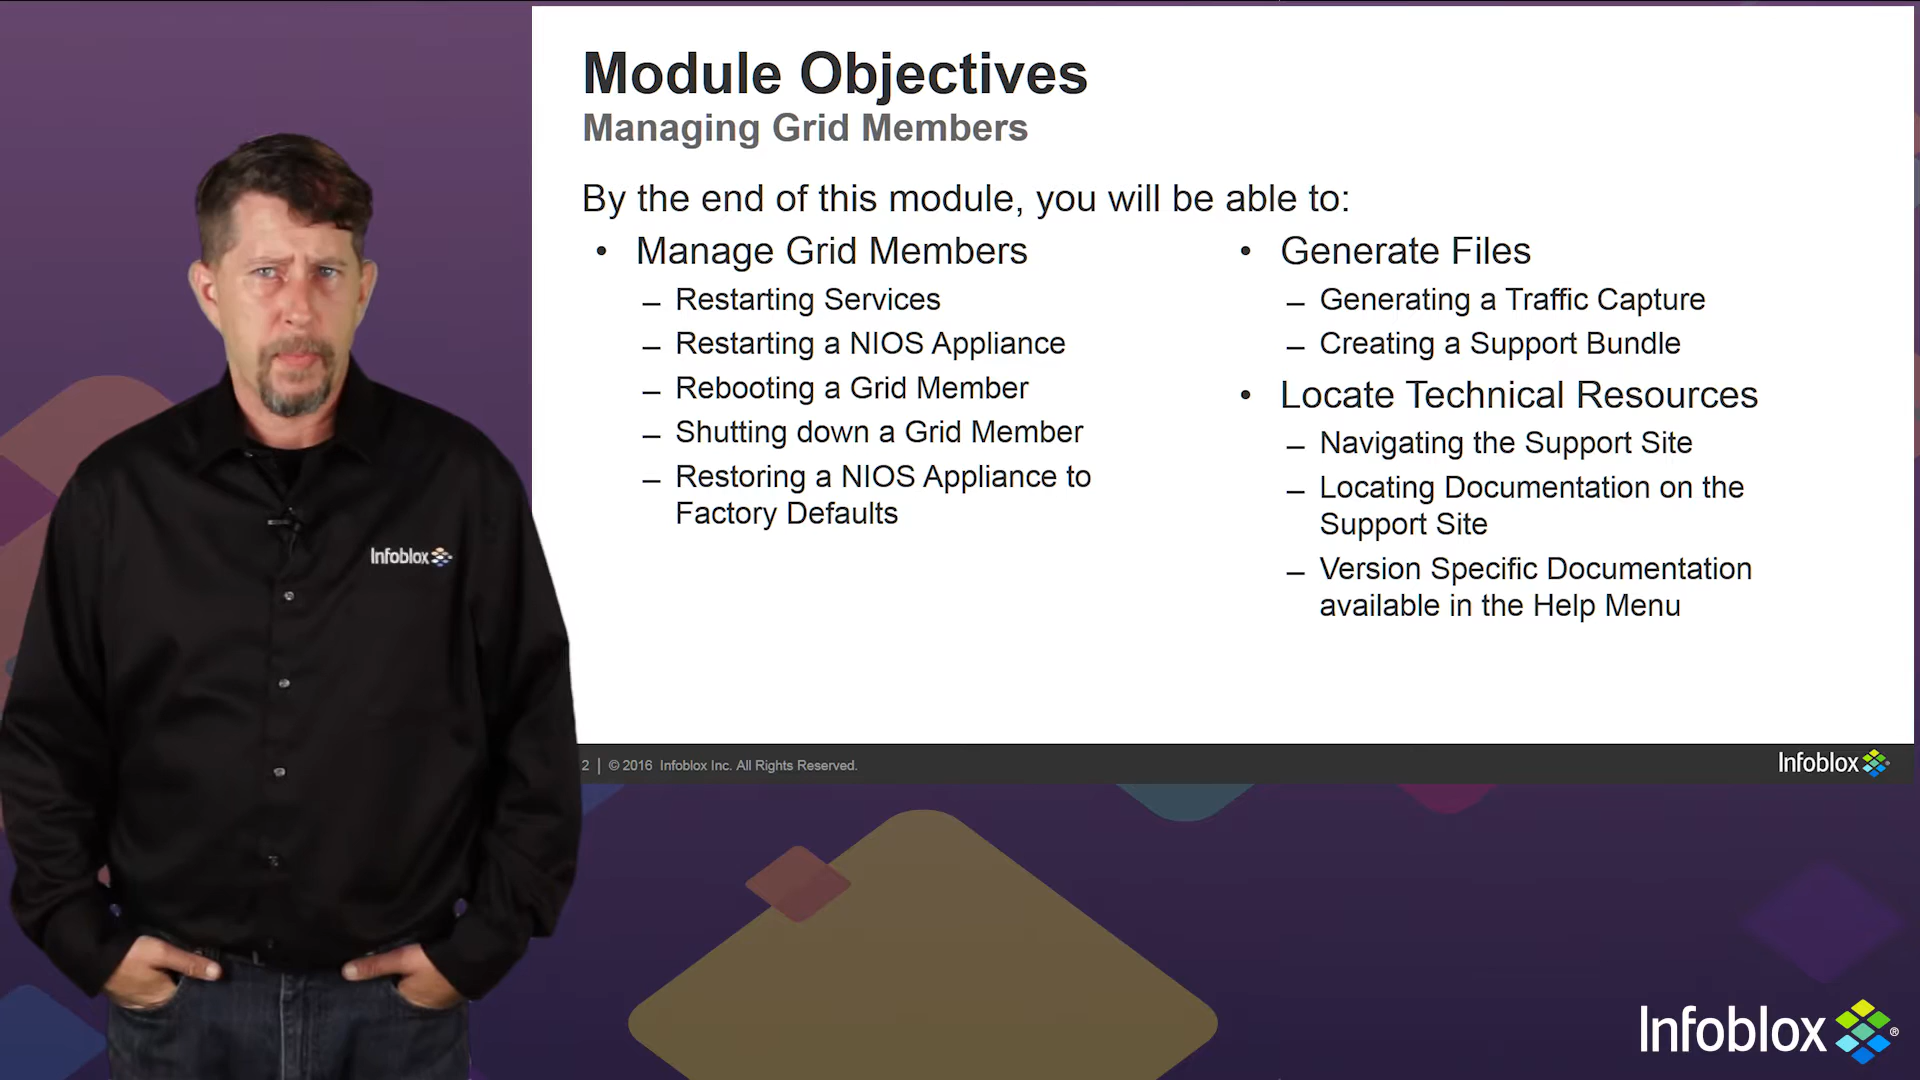 Module Objectives
Managing Grid Members
By the end of this module, you will be able to:
• Manage Grid Members
– Restarting Services
– Restarting a NIOS Appliance
– Rebooting a Grid Member
– Shutting down a Grid Member
– Restoring a NIOS Appliance to
Factory Defaults
• Generate Files
– Generating a Traffic Capture
– Creating a Support Bundle
• Locate Technical Resources
– Navigating the Support Site
– Locating Documentation on the
Support Site
– Version Specific Documentation
available in the Help Menu
Infoblox
2 | © 2016 Infoblox Inc. All Rights Reserved.
Infoblox
Infoblox ®